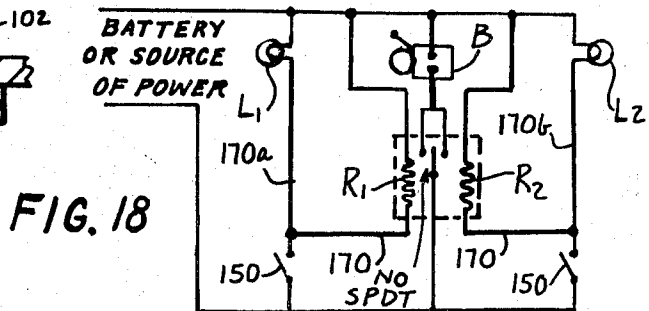 102
BATTERY
OR SOURCE
OF POWER
B
L1
L2
170a
170b
R1
R2
FIG. 18
150
170
NO
SPDT
170
150